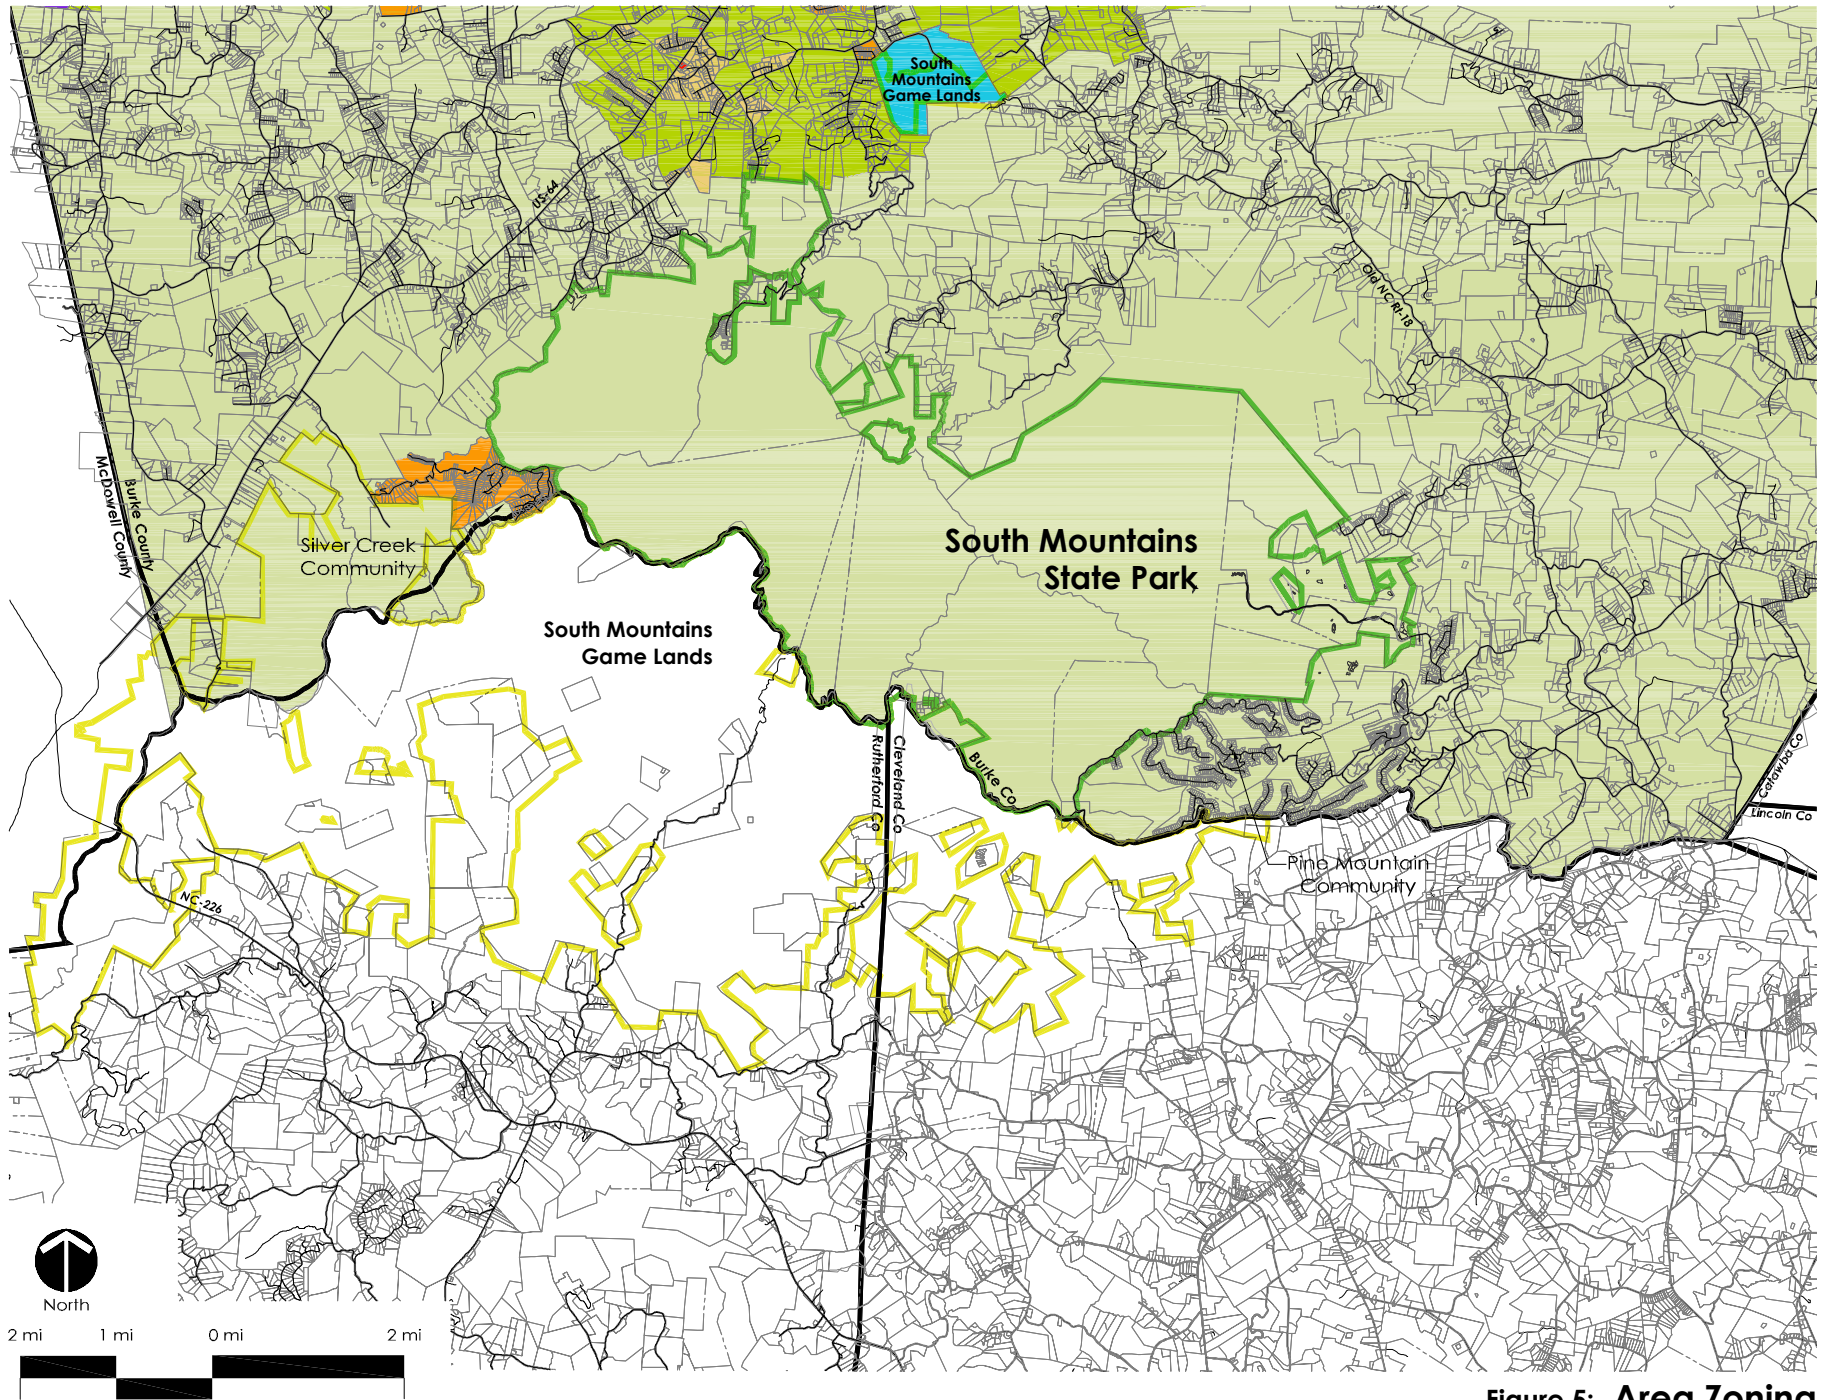 South
Mountains
Game Lands
US-64
Old NC Rt-18
McDowell County
Burke County
Silver Creek
Community
South Mountains
State Park
South Mountains
Game Lands
Rutherford Co
Cleveland Co
Burke Co
Catawba Co
Lincoln Co
Pine Mountain
Community
NC-226
North
2 mi 1 mi 0 mi 2 mi
Figure 5: Area Zoning